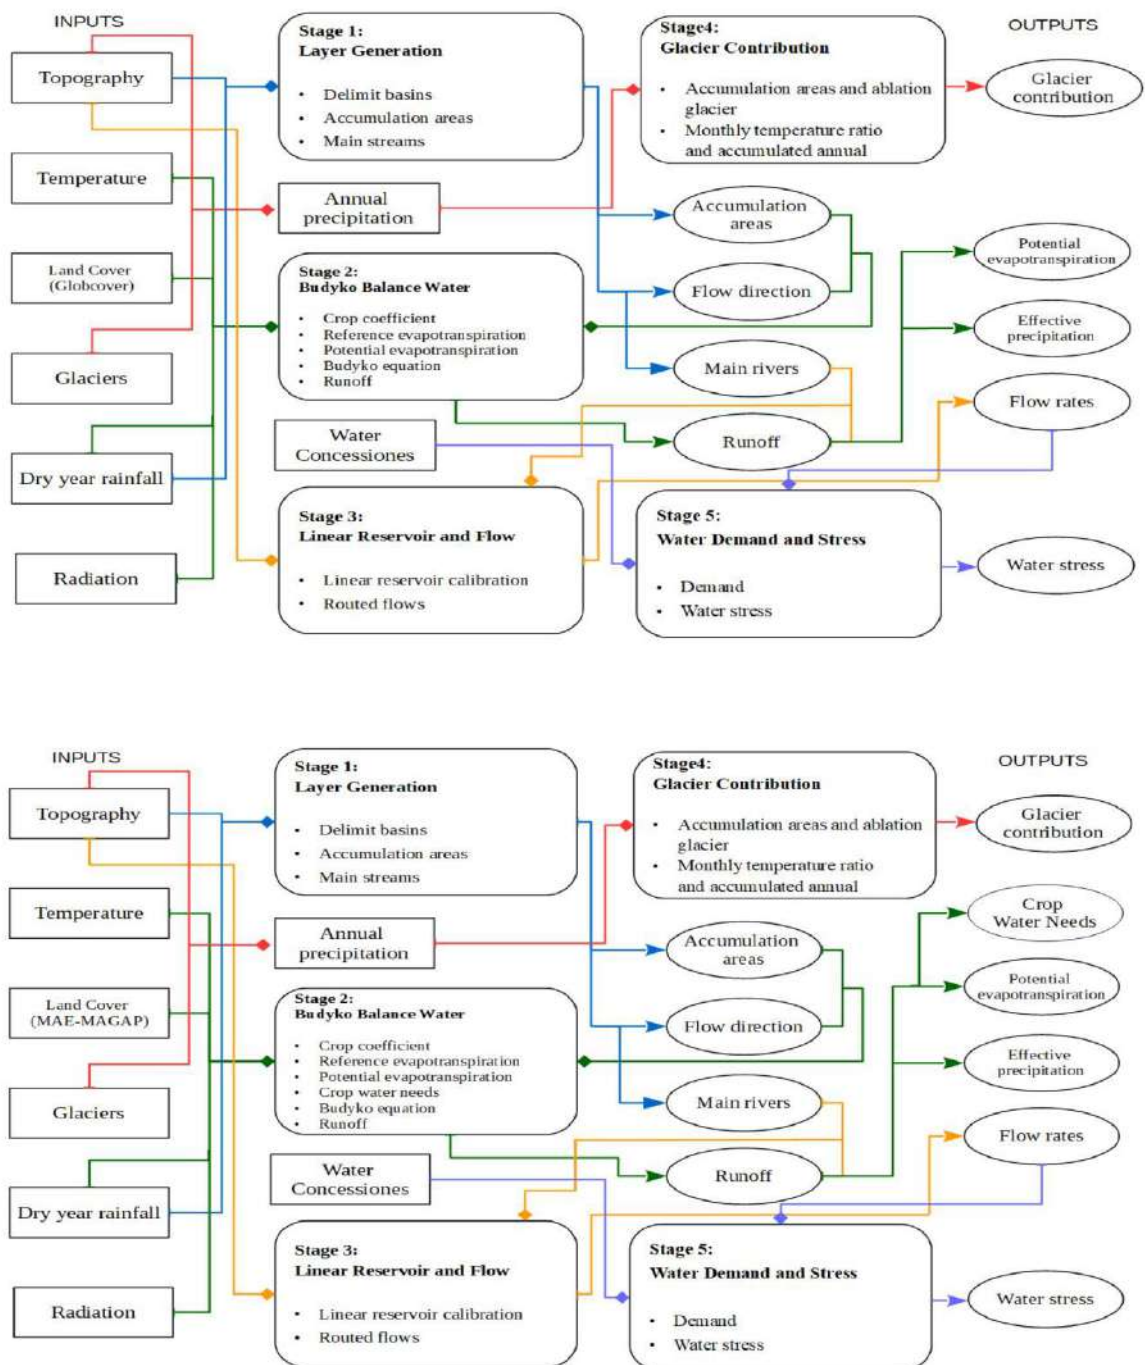 INPUTS
Topography
Temperature
Land Cover
(Globcover)
Glaciers
Dry year rainfall
Radiation
Stage 1:
Layer Generation
• Delimit basins
• Accumulation areas
• Main streams
Annual
precipitation
Stage 2:
Budyko Balance Water
• Crop coefficient
• Reference evapotranspiration
• Potential evapotranspiration
• Budyko equation
• Runoff
Water
Concessiones
Stage 3:
Linear Reservoir and Flow
• Linear reservoir calibration
• Routed flows
Stage4:
Glacier Contribution
• Accumulation areas and ablation
glacier
• Monthly temperature ratio
and accumulated annual
Accumulation
areas
Flow direction
Main rivers
Runoff
Stage 5:
Water Demand and Stress
• Demand
• Water stress
OUTPUTS
Glacier
contribution
Potential
evapotranspiration
Effective
precipitation
Flow rates
Water stress
INPUTS
Topography
Temperature
Land Cover
(MAE-MAGAP)
Glaciers
Dry year rainfall
Radiation
Stage 1:
Layer Generation
• Delimit basins
• Accumulation areas
• Main streams
Annual
precipitation
Stage 2:
Budyko Balance Water
• Crop coefficient
• Reference evapotranspiration
• Potential evapotranspiration
• Crop water needs
• Budyko equation
• Runoff
Water
Concessiones
Stage 3:
Linear Reservoir and Flow
• Linear reservoir calibration
• Routed flows
Stage4:
Glacier Contribution
• Accumulation areas and ablation
glacier
• Monthly temperature ratio
and accumulated annual
Accumulation
areas
Flow direction
Main rivers
Runoff
Stage 5:
Water Demand and Stress
• Demand
• Water stress
OUTPUTS
Glacier
contribution
Crop
Water Needs
Potential
evapotranspiration
Effective
precipitation
Flow rates
Water stress